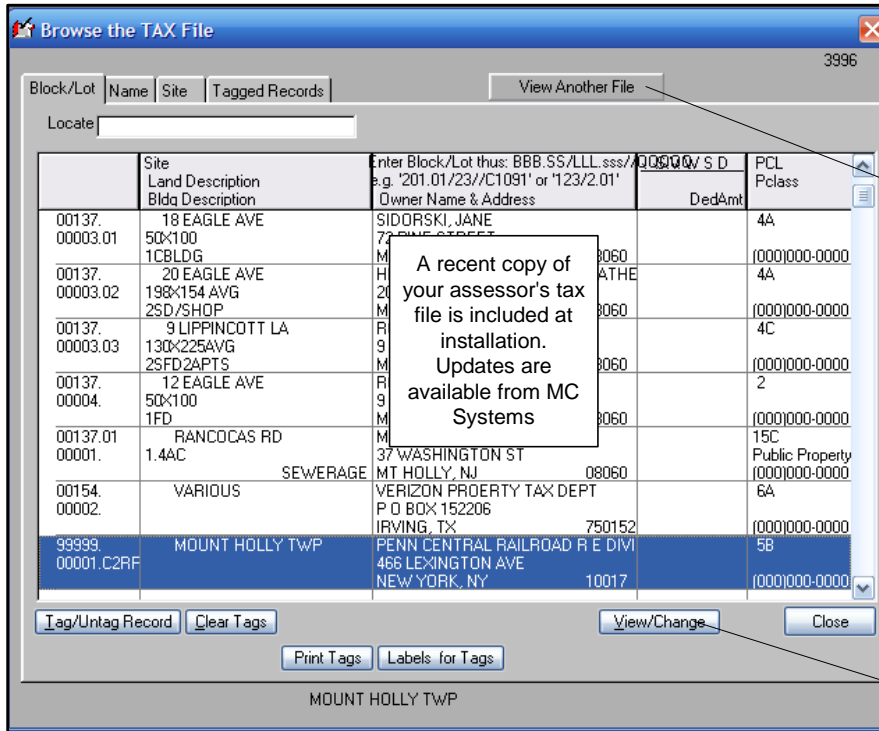 Browse the TAX File
3996
Block/Lot Name Site Tagged Records View Another File
Locate
Site Enter Block/Lot thus: BBB.SS/LLL.sss// S D PCL
Land Description e.g. '201.01/23//C1091' or '123/2.01' Pclass
Bldg Description Owner Name & Address DedAmt
00137. 18 EAGLE AVE SIDORSKI, JANE 4A
00003.01 50X100
1CBLDG M 8060 (000)000-0000
00137. 20 EAGLE AVE H ATHE 4A
00003.02 198X154 AVG 20
2SD/SHOP M 8060 (000)000-0000
00137. 9 LIPPINCOTT LA 4C
00003.03 130X225AVG 9
2SFD2APTS M 8060 (000)000-0000
00137. 12 EAGLE AVE 2
00004. 50X100 9
1FD M 8060 (000)000-0000
00137.01 RANCOCAS RD M 15C
00001. 1.4AC 37 WASHINGTON ST Public Property
SEWERAGE MT HOLLY, NJ 08060 (000)000-0000
00154. VARIOUS VERIZON PROERTY TAX DEPT 6A
00002. P O BOX 152206
IRVING, TX 750152 (000)000-0000
99999. MOUNT HOLLY TWP PENN CENTRAL RAILROAD R E DIVI 5B
00001.C2RF 466 LEXINGTON AVE
NEW YORK, NY 10017 (000)000-0000
A recent copy of
your assessor's tax
file is included at
installation.
Updates are
available from MC
Systems
Tag/Untag Record Clear Tags View/Change Close
Print Tags Labels for Tags
MOUNT HOLLY TWP